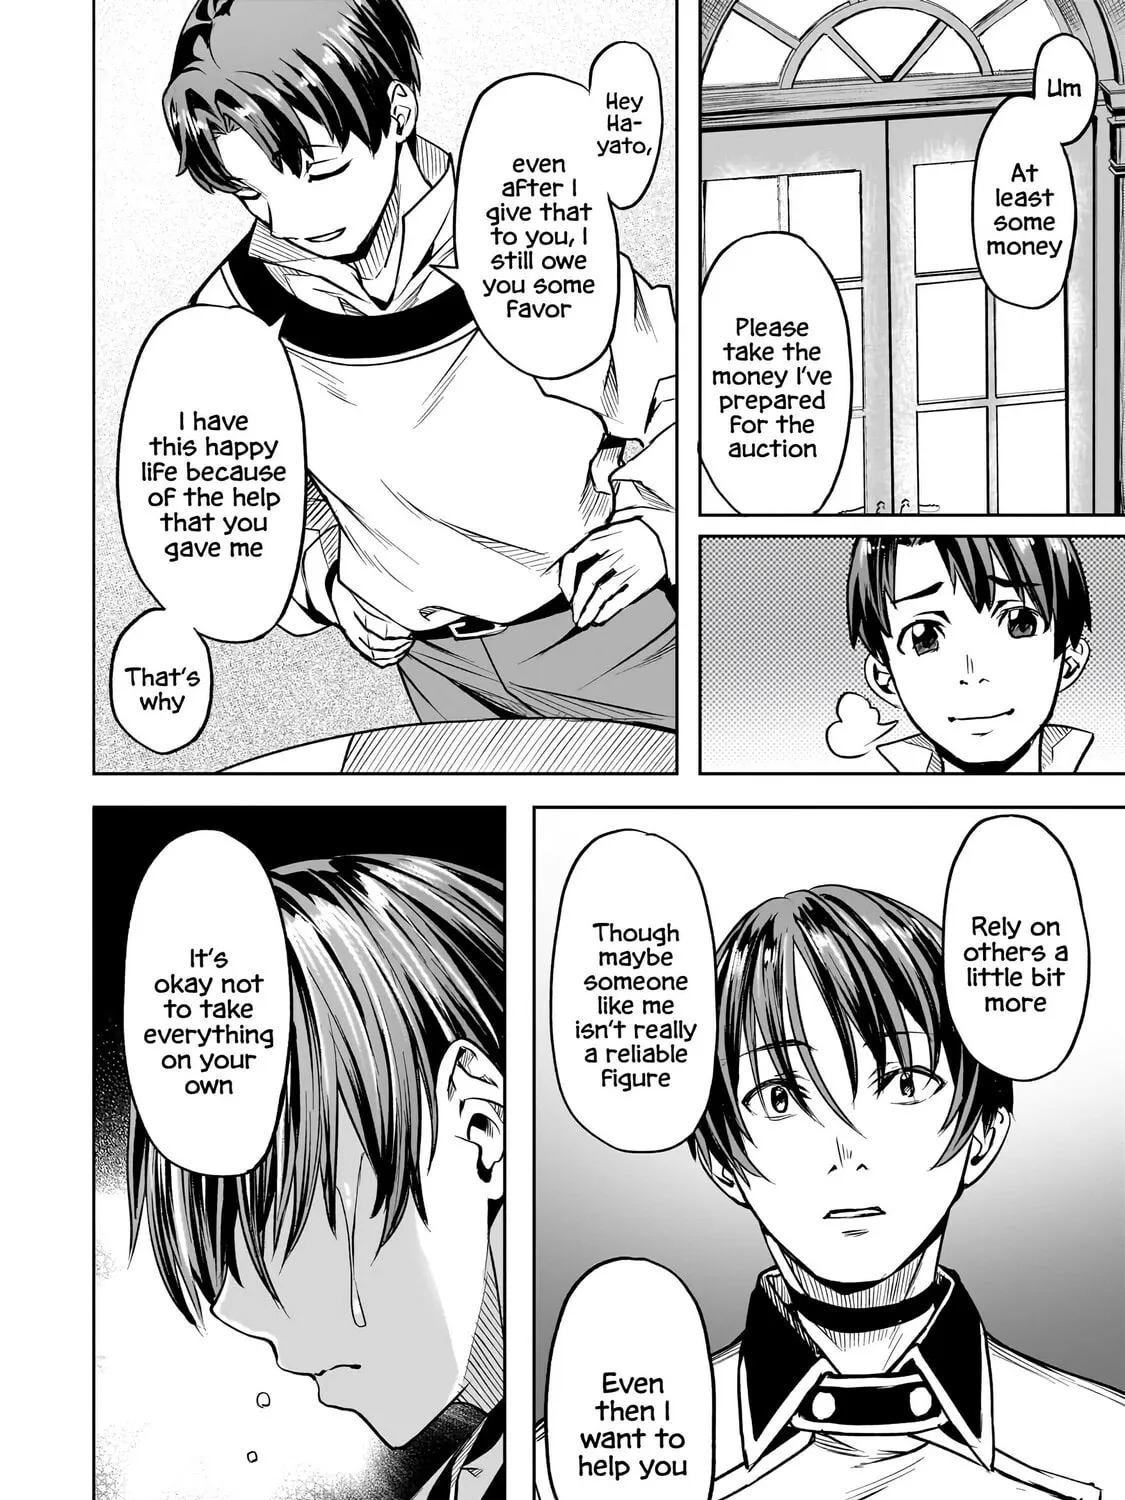 Um
At
least
some
money
Please
take the
money I've
prepared
for the
auction
Hey
Ha-
yato,
even
after I
give that
to you, I
still owe
you some
favor
I have
this happy
life because
of the help
that you
gave me
That's
why
Rely on
others a
little bit
more
Though
maybe
someone
like me
isn't really
a reliable
figure
Even
then I
want to
help you
It's
okay not
to take
everything
on your
own